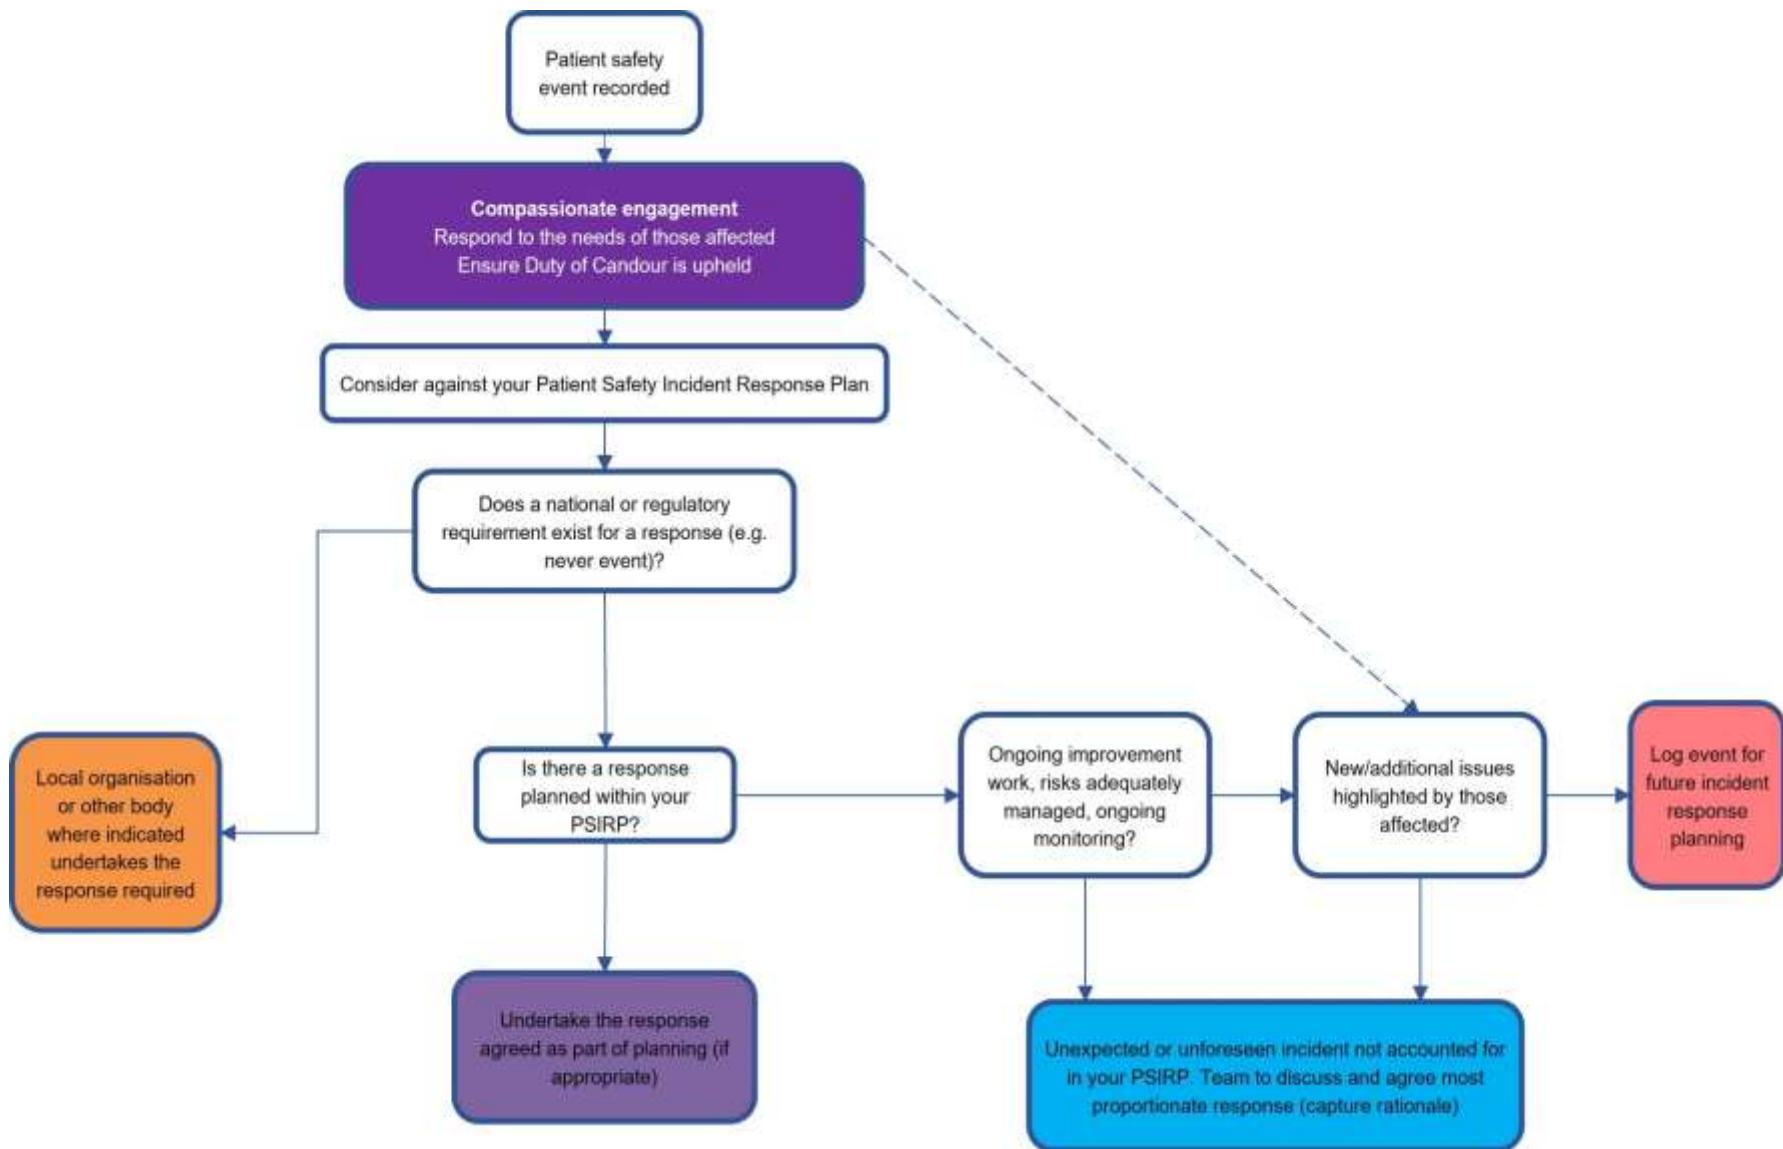 Patient safety
event recorded
Compassionate engagement
Respond to the needs of those affected
Ensure Duty of Candour is upheld
Consider against your Patient Safety Incident Response Plan
Does a national or regulatory
requirement exist for a response (e.g.
never event)?
Local organisation
or other body
where indicated
undertakes the
response required
Is there a response
planned within your
PSIRP?
Ongoing improvement
work, risks adequately
managed, ongoing
monitoring?
New/additional issues
highlighted by those
affected?
Log event for
future incident
response
planning
Undertake the response
agreed as part of planning (if
appropriate)
Unexpected or unforeseen incident not accounted for
in your PSIRP. Team to discuss and agree most
proportionate response (capture rationale)